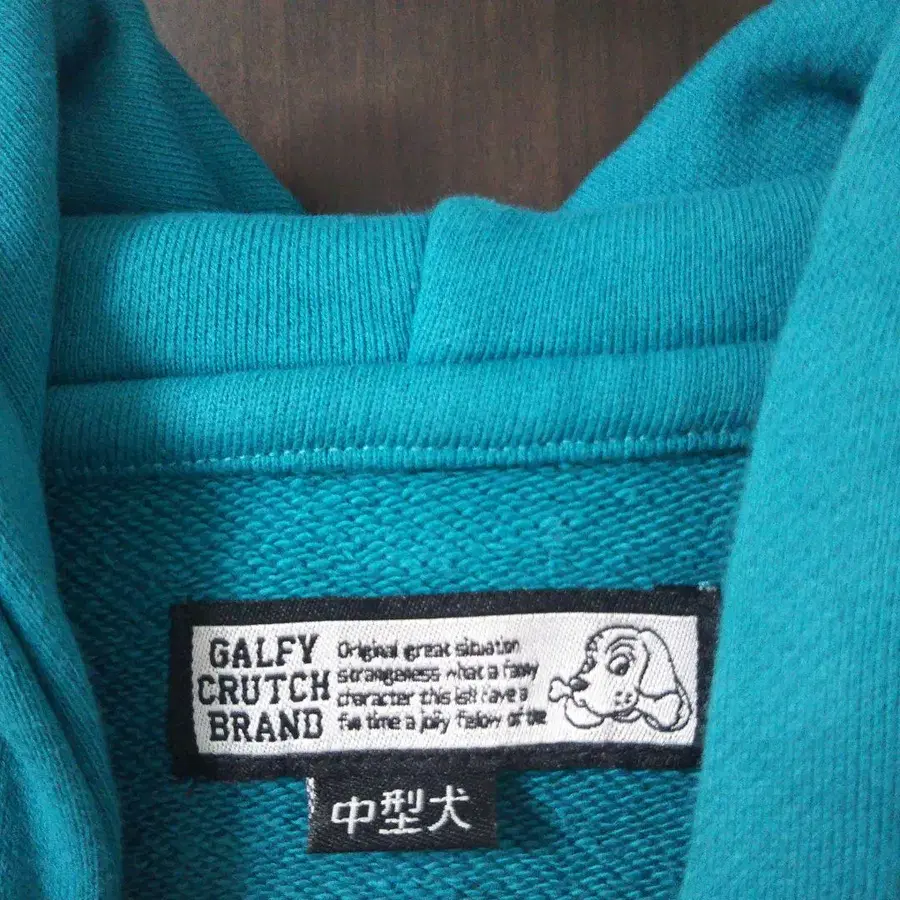 GALFY
CRUTCH
BRAND
Original great situation
strangeness what a funny
character this is!! Have a
fun time a jolly fellow of the
中型犬